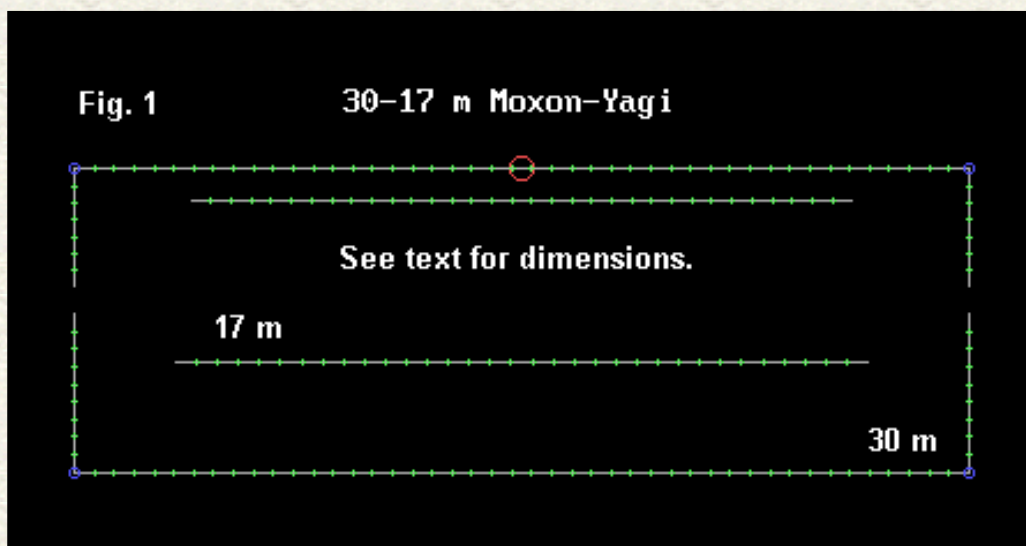 Fig. 1
30-17 m Moxon-Yagi
See text for dimensions.
17 m
30 m